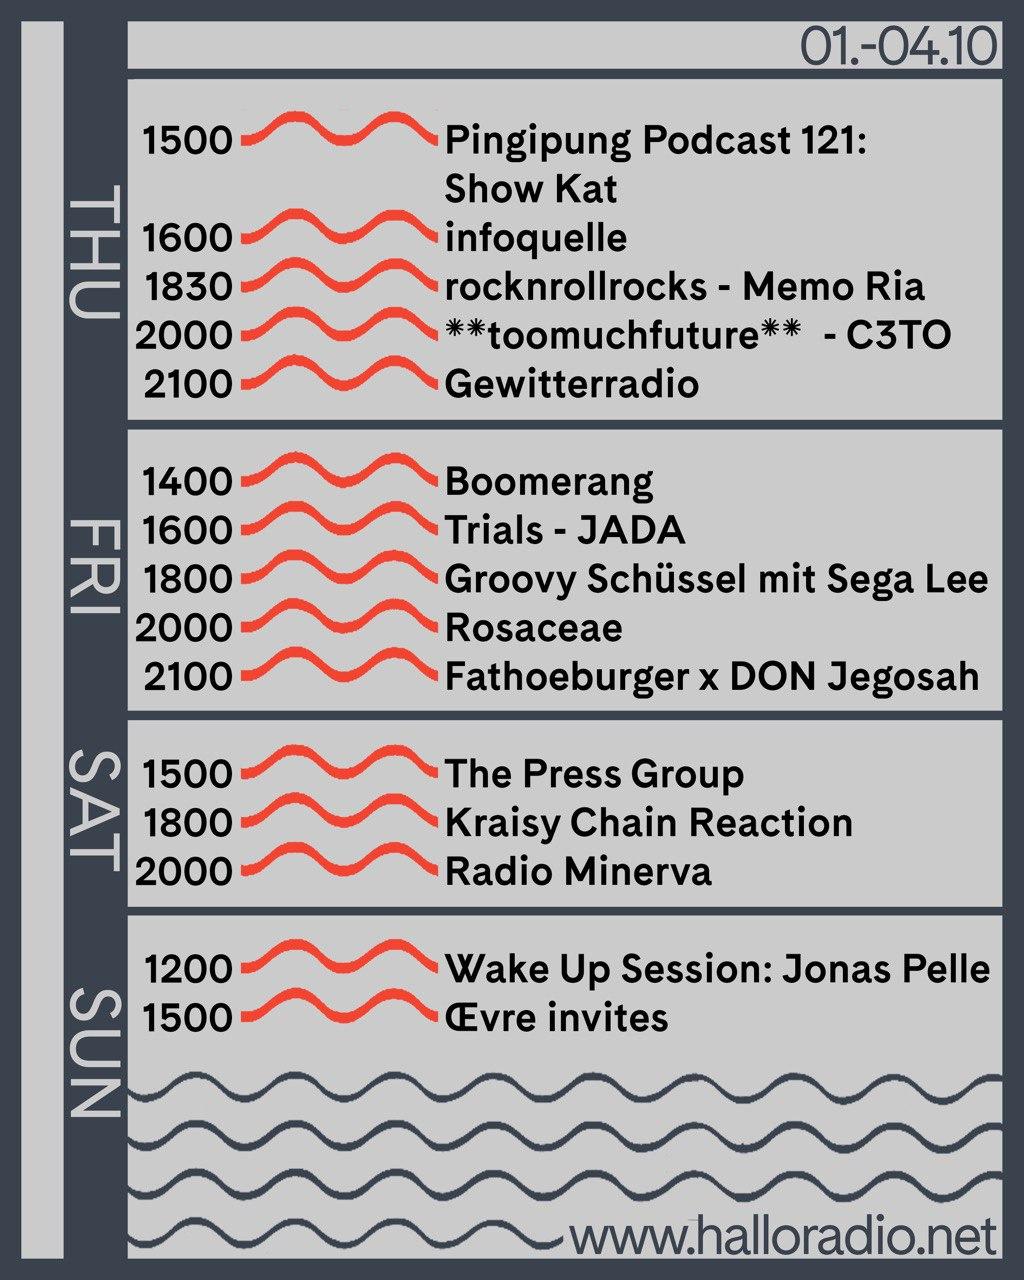 01.-04.10
THU
1500 Pingipung Podcast 121:
Show Kat
1600 infoquelle
1830 rocknrollrocks - Memo Ria
2000 **toomuchfuture** - C3TO
2100 Gewitterradio
FRI
1400 Boomerang
1600 Trials - JADA
1800 Groovy Schüssel mit Sega Lee
2000 Rosaceae
2100 Fathoeburger x DON Jegosah
SAT
1500 The Press Group
1800 Kraisy Chain Reaction
2000 Radio Minerva
SUN
1200 Wake Up Session: Jonas Pelle
1500 Œvre invites
www.halloradio.net